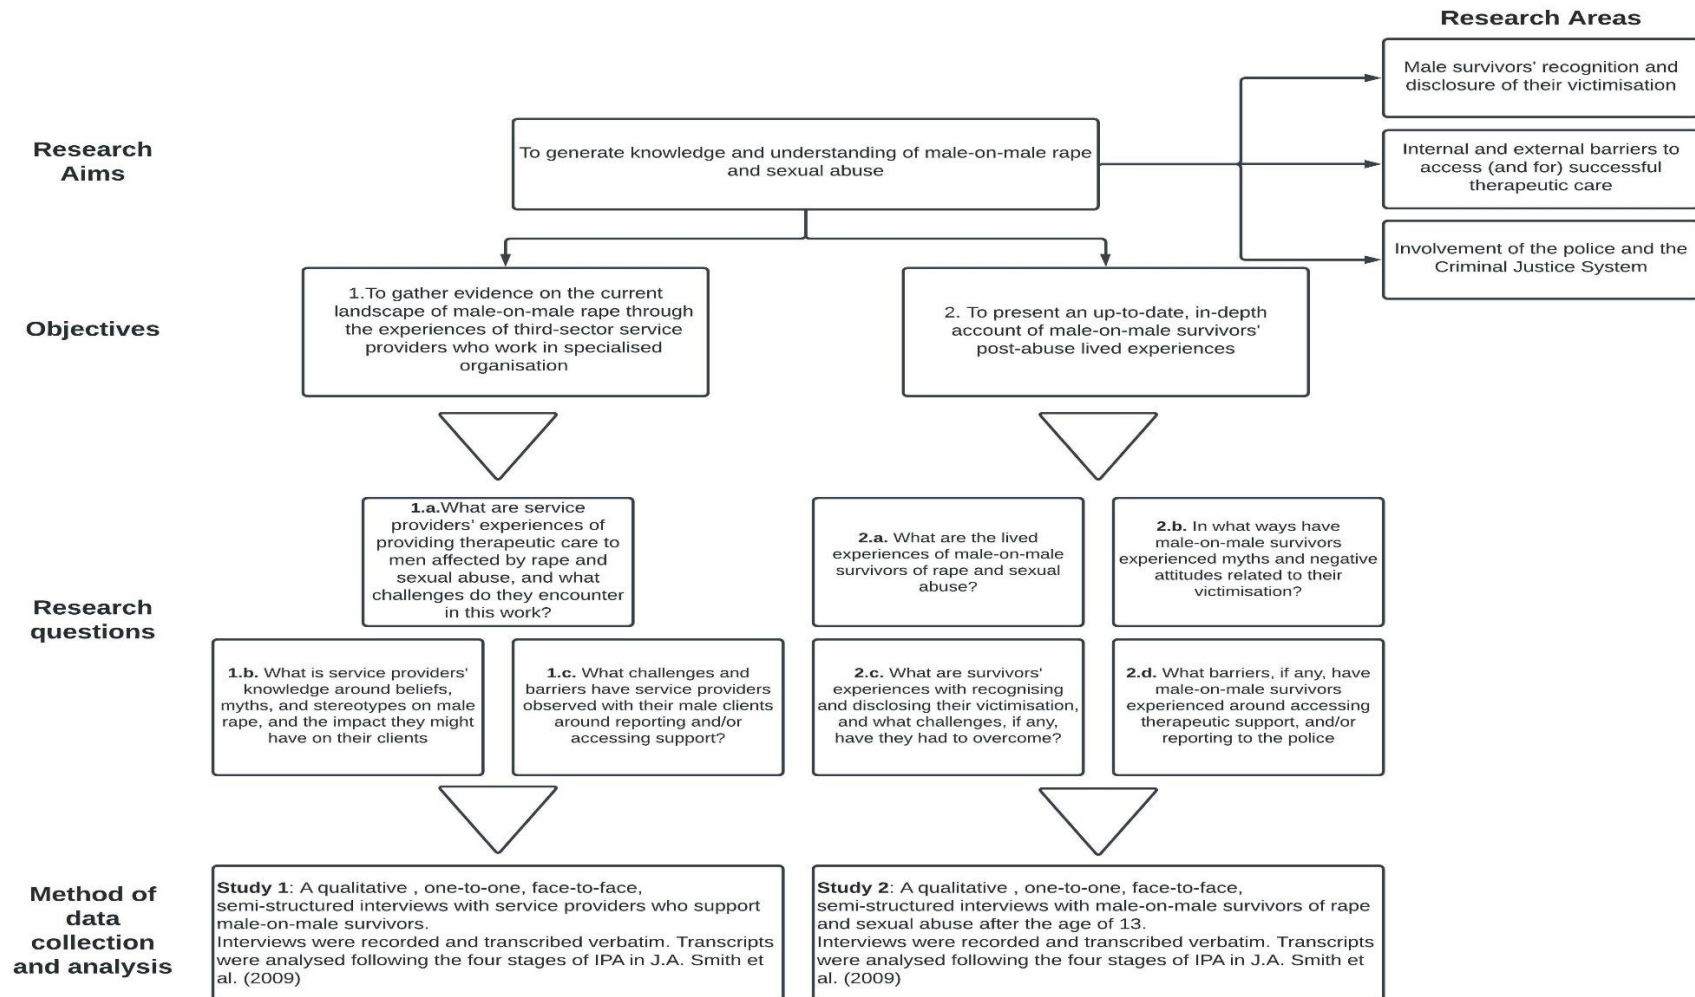 Research Areas
Male survivors' recognition and
disclosure of their victimisation
Research
Aims
To generate knowledge and understanding of male-on-male rape
and sexual abuse
Internal and external barriers to
access (and for) successful
therapeutic care
Involvement of the police and the
Criminal Justice System
Objectives
1.To gather evidence on the current
landscape of male-on-male rape through
the experiences of third-sector service
providers who work in specialised
organisation
2. To present an up-to-date, in-depth
account of male-on-male survivors'
post-abuse lived experiences
Research
questions
1.a.What are service
providers' experiences of
providing therapeutic care to
men affected by rape and
sexual abuse, and what
challenges do they encounter
in this work?
2.a. What are the lived
experiences of male-on-male
survivors of rape and sexual
abuse?
2.b. In what ways have
male-on-male survivors
experienced myths and negative
attitudes related to their
victimisation?
1.b. What is service providers'
knowledge around beliefs,
myths, and stereotypes on male
rape, and the impact they might
have on their clients
1.c. What challenges and
barriers have service providers
observed with their male clients
around reporting and/or
accessing support?
2.c. What are survivors'
experiences with recognising
and disclosing their victimisation,
and what challenges, if any,
have they had to overcome?
2.d. What barriers, if any, have
male-on-male survivors
experienced around accessing
therapeutic support, and/or
reporting to the police
Method of
data
collection
and analysis
Study 1: A qualitative , one-to-one, face-to-face,
semi-structured interviews with service providers who support
male-on-male survivors.
Interviews were recorded and transcribed verbatim. Transcripts
were analysed following the four stages of IPA in J.A. Smith et
al. (2009)
Study 2: A qualitative , one-to-one, face-to-face,
semi-structured interviews with male-on-male survivors of rape
and sexual abuse after the age of 13.
Interviews were recorded and transcribed verbatim. Transcripts
were analysed following the four stages of IPA in J.A. Smith et
al. (2009)